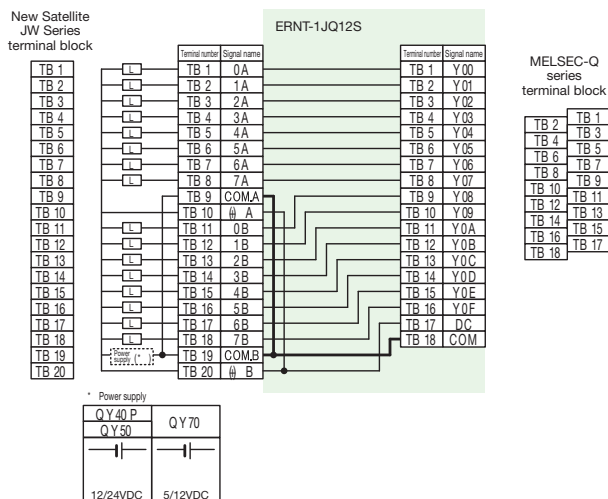 New Satellite
JW Series
terminal block
TB 1
TB 2
TB 3
TB 4
TB 5
TB 6
TB 7
TB 8
TB 9
TB 10
TB 11
TB 12
TB 13
TB 14
TB 15
TB 16
TB 17
TB 18
TB 19
TB 20
ERNT-1JQ12S
Terminal number Signal name
L TB 1 0A
L TB 2 1A
L TB 3 2A
L TB 4 3A
L TB 5 4A
L TB 6 5A
L TB 7 6A
L TB 8 7A
TB 9 COM.A
TB 10 (+) A
L TB 11 0B
L TB 12 1B
L TB 13 2B
L TB 14 3B
L TB 15 4B
L TB 16 5B
L TB 17 6B
L TB 18 7B
Power supply (*) TB 19 COM.B
TB 20 (+) B
Terminal number Signal name
TB 1 Y00
TB 2 Y01
TB 3 Y02
TB 4 Y03
TB 5 Y04
TB 6 Y05
TB 7 Y06
TB 8 Y07
TB 9 Y08
TB 10 Y09
TB 11 Y0A
TB 12 Y0B
TB 13 Y0C
TB 14 Y0D
TB 15 Y0E
TB 16 Y0F
TB 17 DC
TB 18 COM
MELSEC-Q
series
terminal block
TB 1
TB 2
TB 3
TB 4
TB 5
TB 6
TB 7
TB 8
TB 9
TB 10
TB 11
TB 12
TB 13
TB 14
TB 15
TB 16
TB 17
TB 18
* Power supply
QY40P
QY50
QY70
12/24VDC 5/12VDC